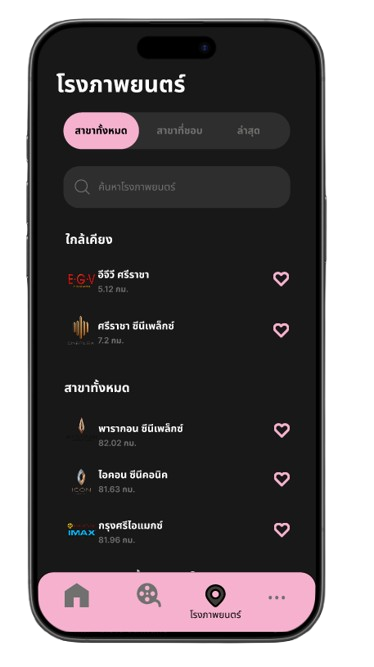 โรงภาพยนตร์
สาขาทั้งหมด สาขาที่ชอบ ล่าสุด
ค้นหาโรงภาพยนตร์
ใกล้เคียง
EGV
อีจีวี ศรีราชา
5.12 กม.
ศรีราชา ซีนีเพล็กซ์
7.2 กม.
สาขาทั้งหมด
พารากอน ซีนีเพล็กซ์
82.02 กม.
ICON
ไอคอน ซีนีคอนิค
81.63 กม.
IMAX
กรุงศรีไอแมกซ์
81.96 กม.
โรงภาพยนตร์